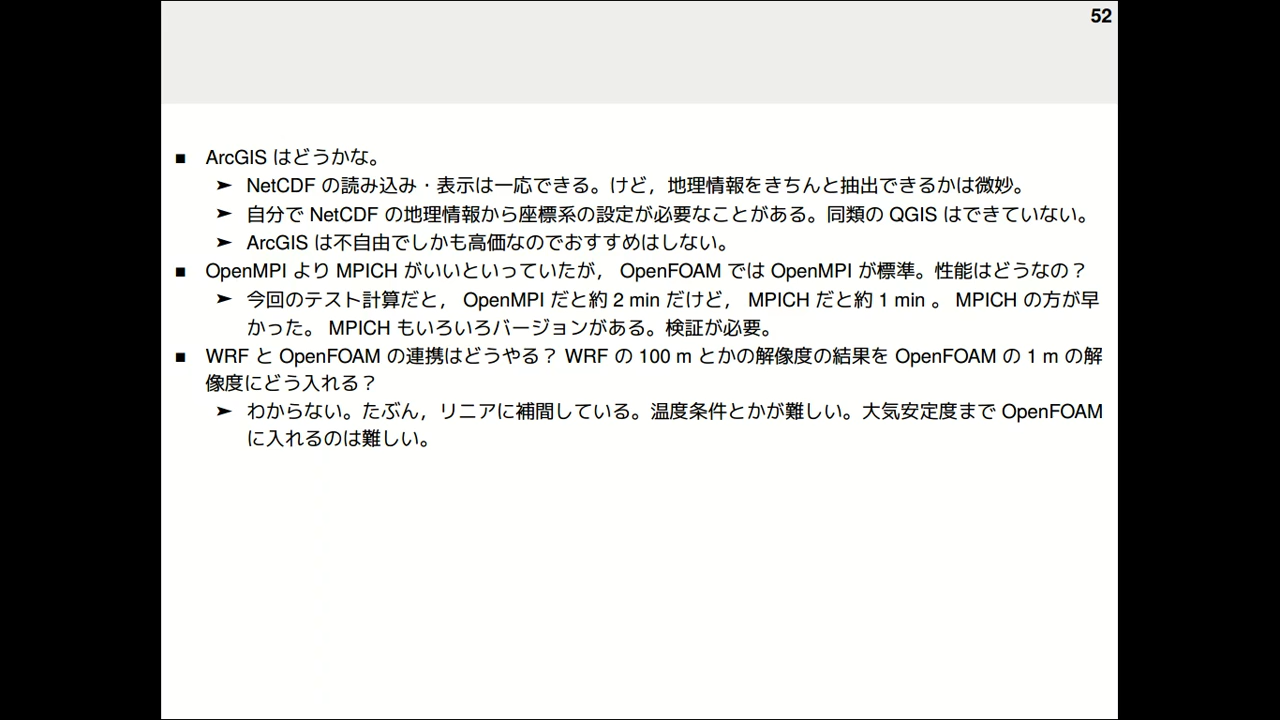 52
■ ArcGIS はどうかな。
➤ NetCDF の読み込み・表示は一応できる。けど，地理情報をきちんと抽出できるかは微妙。
➤ 自分で NetCDF の地理情報から座標系の設定が必要なことがある。同類の QGIS はできていない。
➤ ArcGIS は不自由でしかも高価なのでおすすめはしない。
■ OpenMPI より MPICH がいいといっていたが， OpenFOAM では OpenMPI が標準。性能はどうなの？
➤ 今回のテスト計算だと， OpenMPI だと約 2 min だけど， MPICH だと約 1 min 。 MPICH の方が早
かった。 MPICH もいろいろバージョンがある。検証が必要。
■ WRF と OpenFOAM の連携はどうやる？ WRF の 100 m とかの解像度の結果を OpenFOAM の 1 m の解
像度にどう入れる？
➤ わからない。たぶん，リニアに補間している。温度条件とかが難しい。大気安定度まで OpenFOAM
に入れるのは難しい。